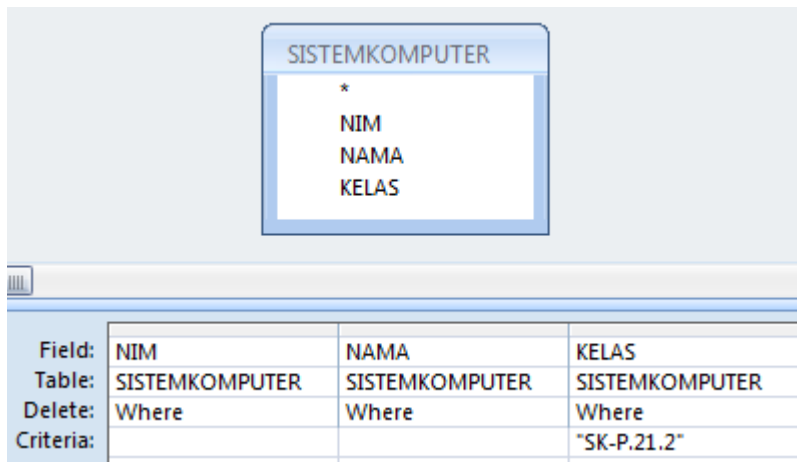 SISTEMKOMPUTER
*
NIM
NAMA
KELAS
Field: NIM NAMA KELAS
Table: SISTEMKOMPUTER SISTEMKOMPUTER SISTEMKOMPUTER
Delete: Where Where Where
Criteria: "SK-P.21.2"